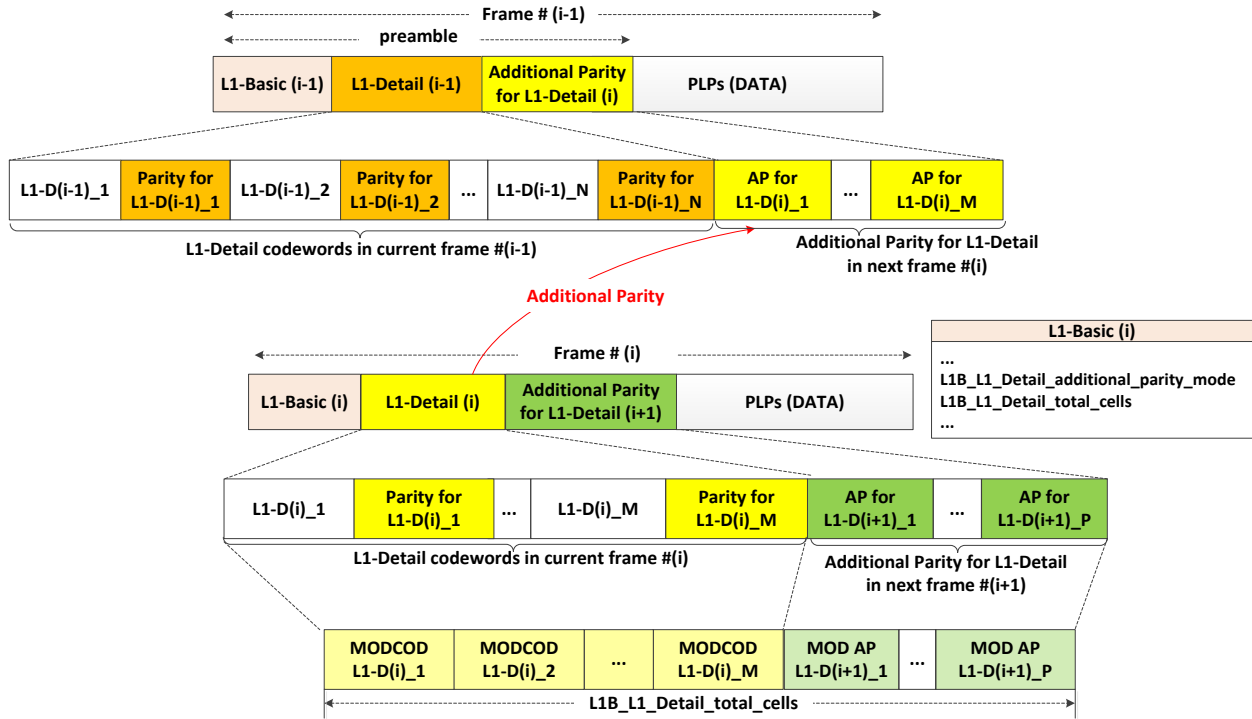 Frame # (i-1)
preamble
L1-Basic (i-1)
L1-Detail (i-1)
Additional Parity
for L1-Detail (i)
PLPs (DATA)
L1-D(i-1)_1
Parity for
L1-D(i-1)_1
L1-D(i-1)_2
Parity for
L1-D(i-1)_2
...
L1-D(i-1)_N
Parity for
L1-D(i-1)_N
AP for
L1-D(i)_1
...
AP for
L1-D(i)_M
L1-Detail codewords in current frame #(i-1)
Additional Parity for L1-Detail
in next frame #(i)
Additional Parity
Frame # (i)
L1-Basic (i)
L1-Detail (i)
Additional Parity
for L1-Detail (i+1)
PLPs (DATA)
L1-Basic (i)
...
L1B_L1_Detail_additional_parity_mode
L1B_L1_Detail_total_cells
...
L1-D(i)_1
Parity for
L1-D(i)_1
...
L1-D(i)_M
Parity for
L1-D(i)_M
AP for
L1-D(i+1)_1
...
AP for
L1-D(i+1)_P
L1-Detail codewords in current frame #(i)
Additional Parity for L1-Detail
in next frame #(i+1)
MODCOD
L1-D(i)_1
MODCOD
L1-D(i)_2
...
MODCOD
L1-D(i)_M
MOD AP
L1-D(i+1)_1
...
MOD AP
L1-D(i+1)_P
L1B_L1_Detail_total_cells